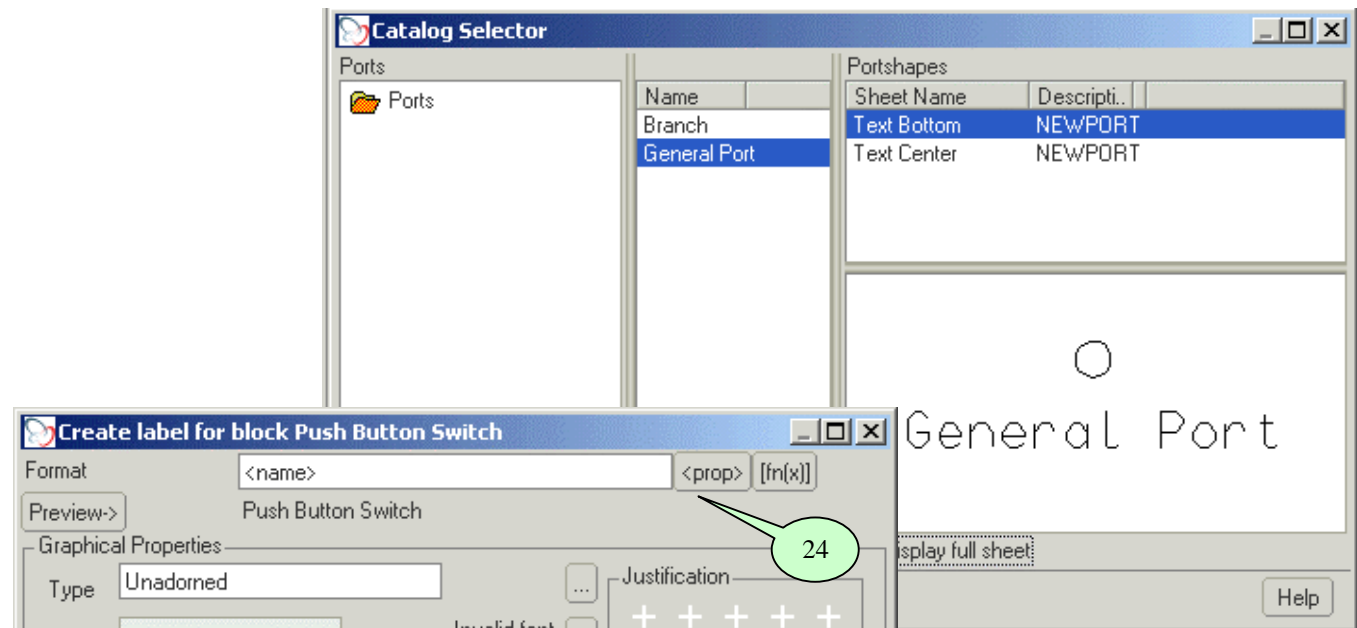 Catalog Selector
Ports
Portshapes
Ports
Name
Sheet Name Descripti..
Branch
Text Bottom NEWPORT
General Port
Text Center NEWPORT
General Port
isplay full sheet
Help
Create label for block Push Button Switch
Format <name> <prop> [fn(x)]
Preview-> Push Button Switch
Graphical Properties
24
Type Unadorned ... Justification